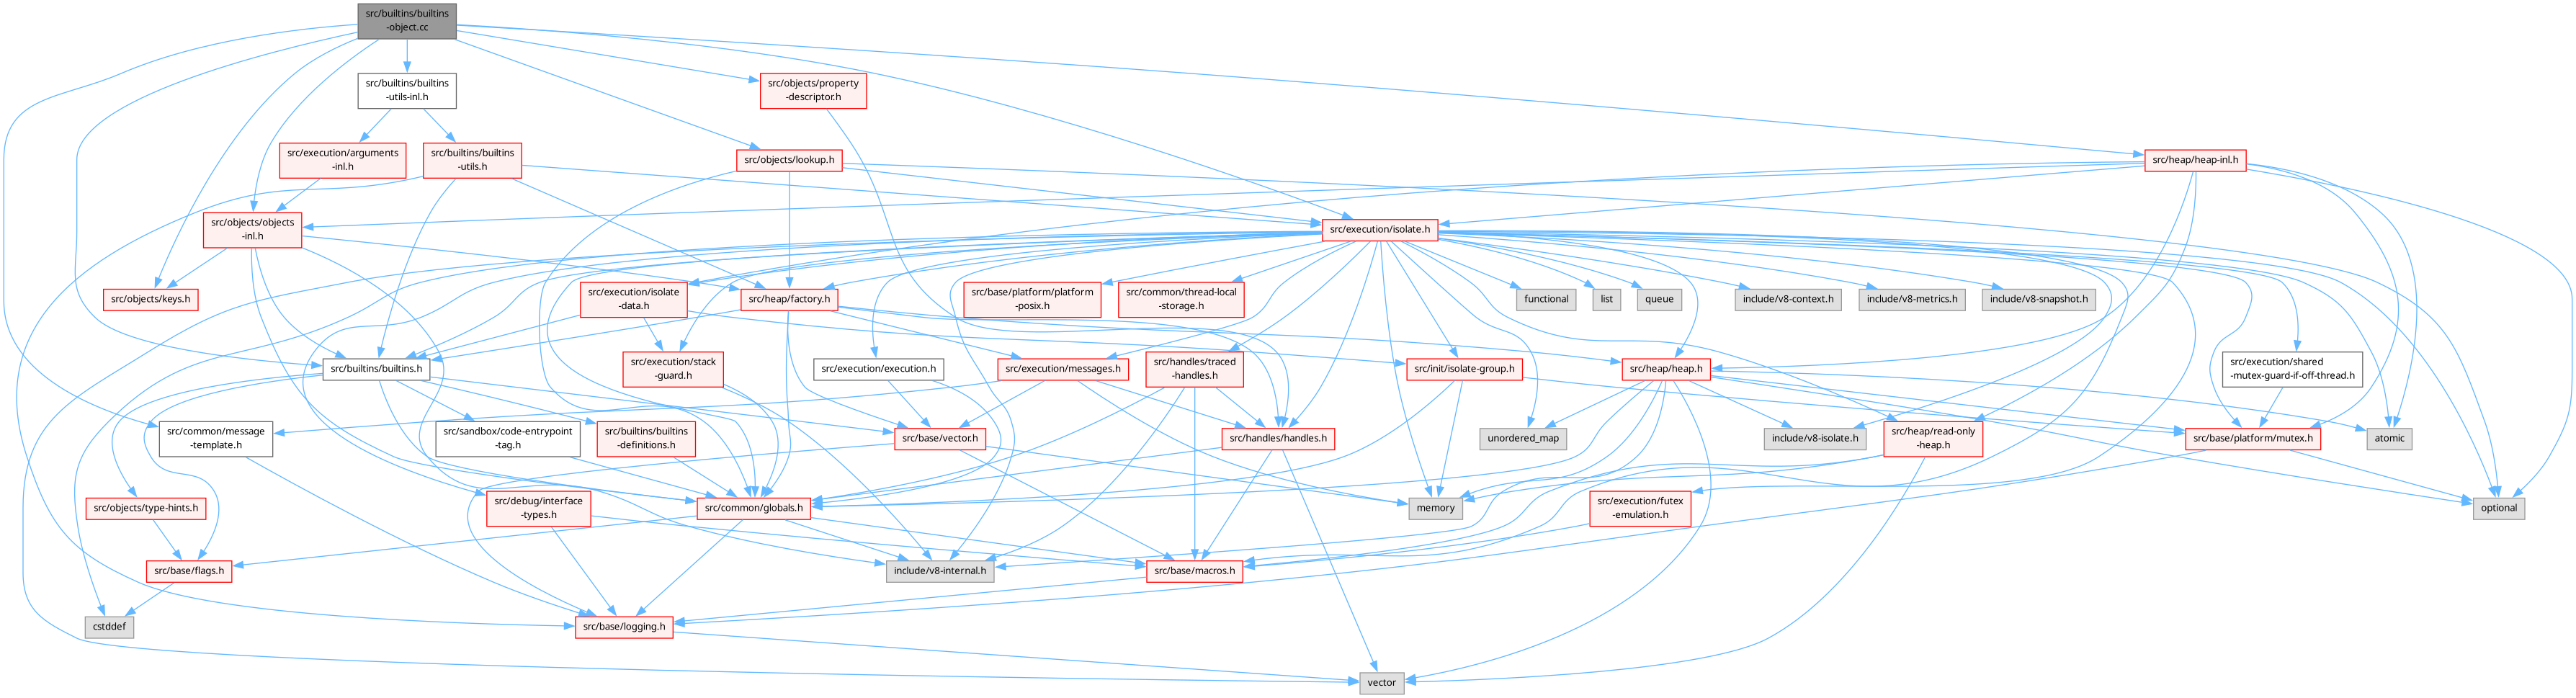 src/builtins/builtins
-object.cc
src/builtins/builtins
-utils-inl.h
src/objects/property
-descriptor.h
src/execution/arguments
-inl.h
src/builtins/builtins
-utils.h
src/objects/lookup.h
src/heap/heap-inl.h
src/objects/objects
-inl.h
src/execution/isolate.h
src/objects/keys.h
src/execution/isolate
-data.h
src/heap/factory.h
src/base/platform/platform
-posix.h
src/common/thread-local
-storage.h
functional
list
queue
include/v8-context.h
include/v8-metrics.h
include/v8-snapshot.h
src/builtins/builtins.h
src/execution/stack
-guard.h
src/execution/execution.h
src/execution/messages.h
src/handles/traced
-handles.h
src/init/isolate-group.h
src/heap/heap.h
src/execution/shared
-mutex-guard-if-off-thread.h
src/common/message
-template.h
src/sandbox/code-entrypoint
-tag.h
src/builtins/builtins
-definitions.h
src/base/vector.h
src/handles/handles.h
unordered_map
include/v8-isolate.h
src/heap/read-only
-heap.h
src/base/platform/mutex.h
atomic
src/objects/type-hints.h
src/debug/interface
-types.h
src/common/globals.h
memory
src/execution/futex
-emulation.h
optional
src/base/flags.h
include/v8-internal.h
src/base/macros.h
cstddef
src/base/logging.h
vector